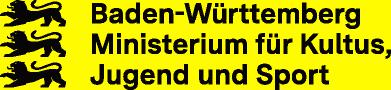 Baden-Württemberg
Ministerium für Kultus,
Jugend und Sport